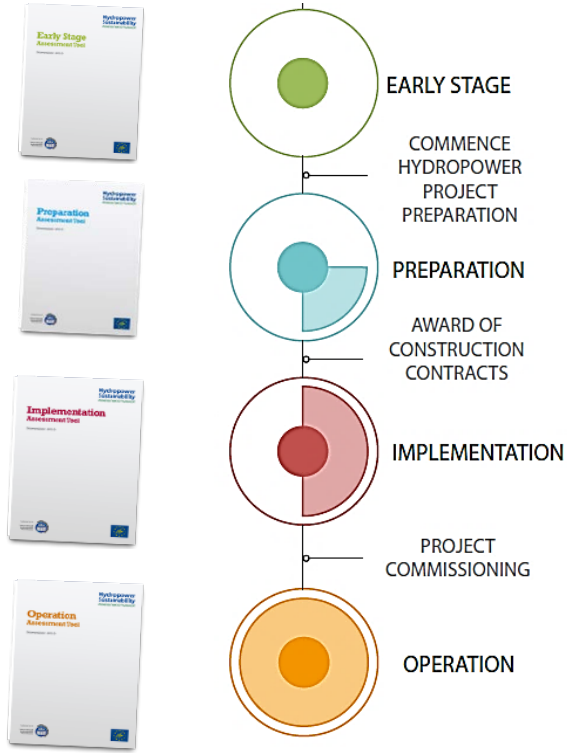 Hydropower
Sustainability
Early Stage
Assessment Tool
EARLY STAGE
COMMENCE
HYDROPOWER
PROJECT
PREPARATION
Hydropower
Sustainability
Preparation
Assessment Tool
PREPARATION
AWARD OF
CONSTRUCTION
CONTRACTS
Hydropower
Sustainability
Implementation
Assessment Tool
IMPLEMENTATION
PROJECT
COMMISSIONING
Hydropower
Sustainability
Operation
Assessment Tool
OPERATION